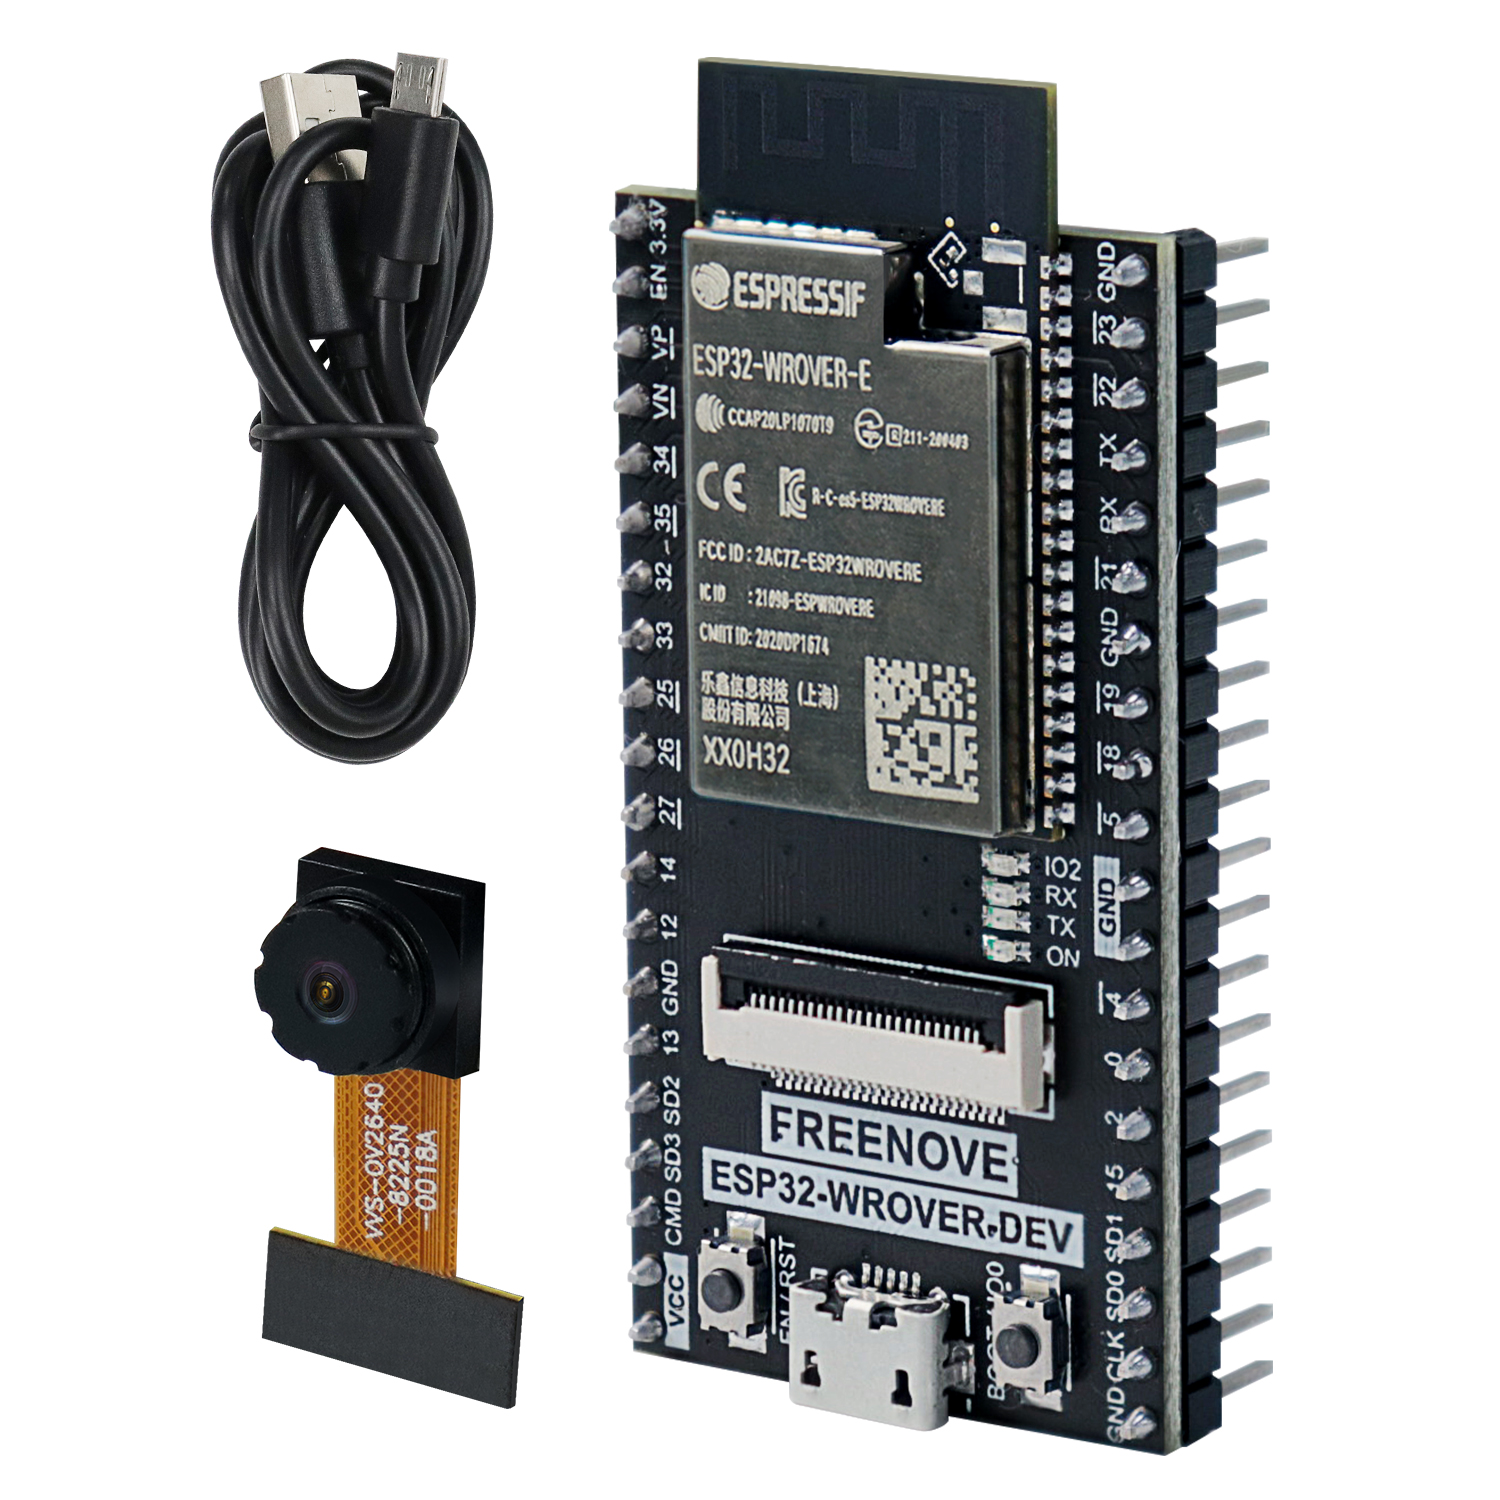 ESPRESSIF
ESP32-WROVER-E
CCAP20LP1070T9
R 211-200403
CE
R-C-es5-ESP32WROVERE
FCC ID : 2AC7Z-ESP32WROVERE
IC ID : 21098-ESPWROVERE
CMIIT ID: 2020DP1674
乐鑫信息科技 (上海)
股份有限公司
XX0H32
3.3V
EN
VP
VN
34
35
32
33
25
26
27
14
12
GND
13
SD2
SD3
CMD
VCC
GND
23
22
TX
RX
21
GND
19
18
5
GND
4
0
2
15
SD1
SD0
CLK
GND
IO2
RX
TX
ON
FREENOVE
ESP32-WROVER-DEV
EN/RST
BOOT/IO0
VVS-OV2640
-8225N
-0018A